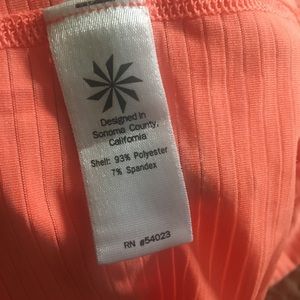 Designed in
Sonoma County,
California
Shell: 93% Polyester
7% Spandex
RN #54023